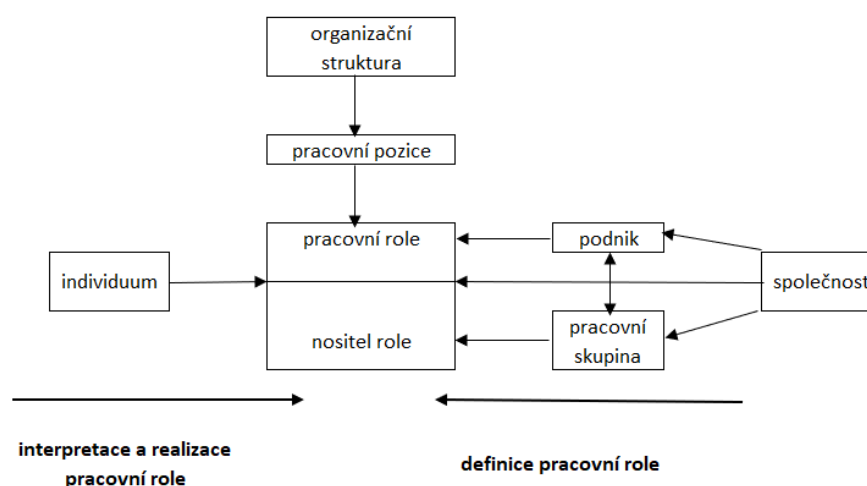 organizační
struktura
pracovní pozice
pracovní role
podnik
individuum
společnost
nositel role
pracovní
skupina
interpretace a realizace
pracovní role
definice pracovní role